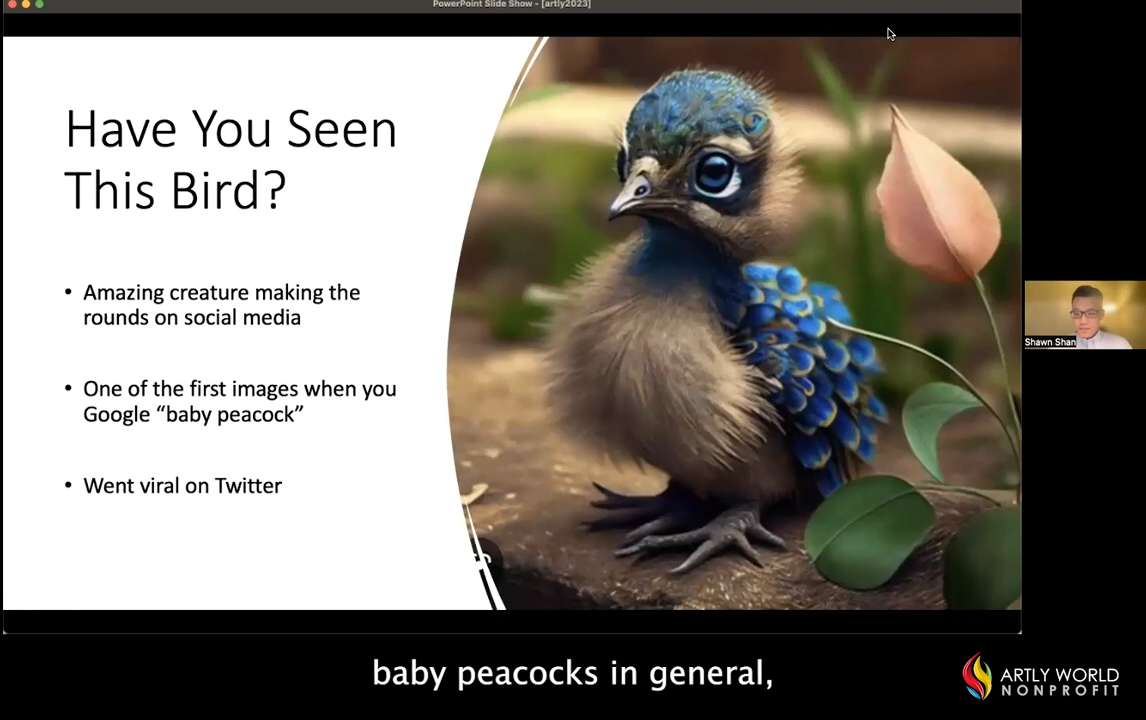 PowerPoint Slide Show - [artly2023]
Have You Seen
This Bird?
• Amazing creature making the
rounds on social media
• One of the first images when you
Google “baby peacock”
• Went viral on Twitter
Shawn Shan
baby peacocks in general,
ARTLY WORLD
NONPROFIT